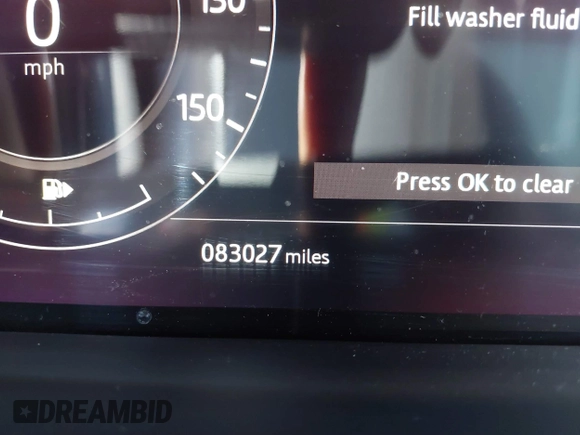 130
Fill washer fluid
0
mph
150
Press OK to clear
083027 miles
DREAMBID